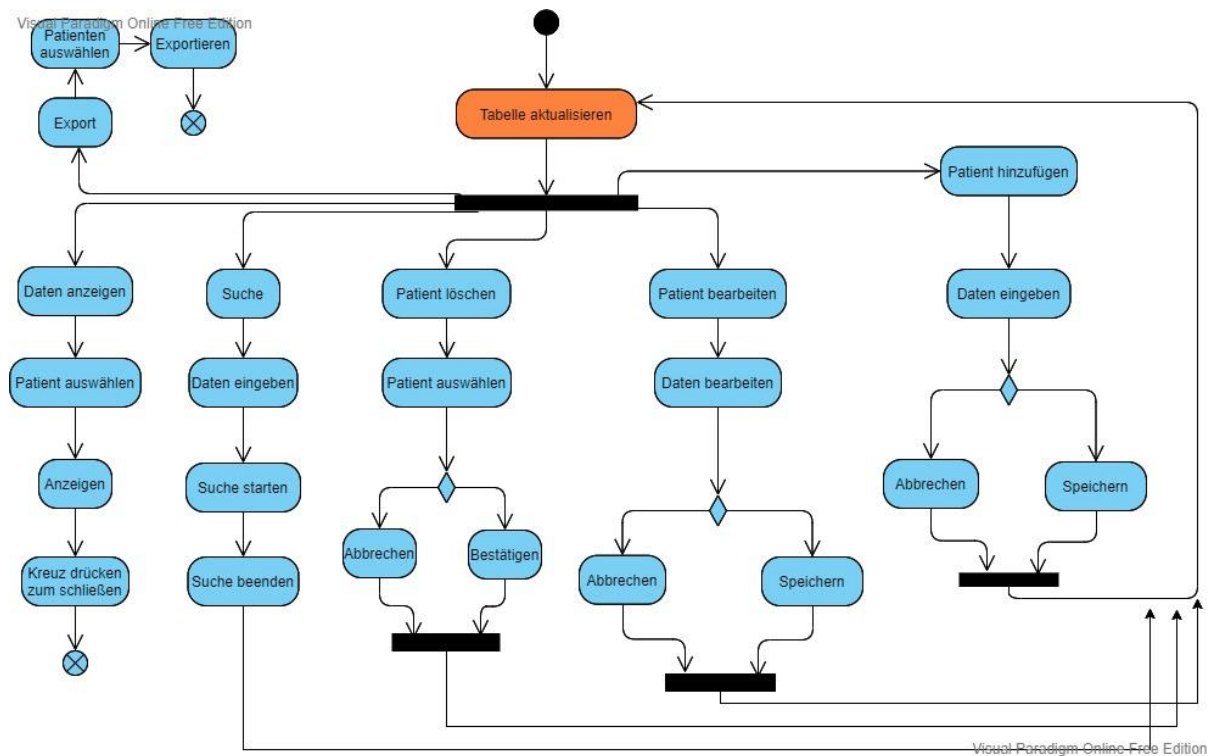 Visual Paradigm Online Free Edition
Patienten
auswählen
Exportieren
Export
Tabelle aktualisieren
Patient hinzufügen
Daten anzeigen
Suche
Patient löschen
Patient bearbeiten
Daten eingeben
Patient auswählen
Daten eingeben
Patient auswählen
Daten bearbeiten
Anzeigen
Suche starten
Abbrechen
Speichern
Abbrechen
Bestätigen
Kreuz drücken
zum schließen
Suche beenden
Abbrechen
Speichern
Visual Paradigm Online Free Edition